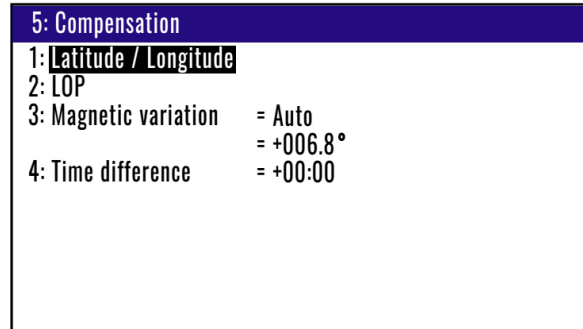 5: Compensation
1: Latitude / Longitude
2: LOP
3: Magnetic variation = Auto
= +006.8°
4: Time difference = +00:00